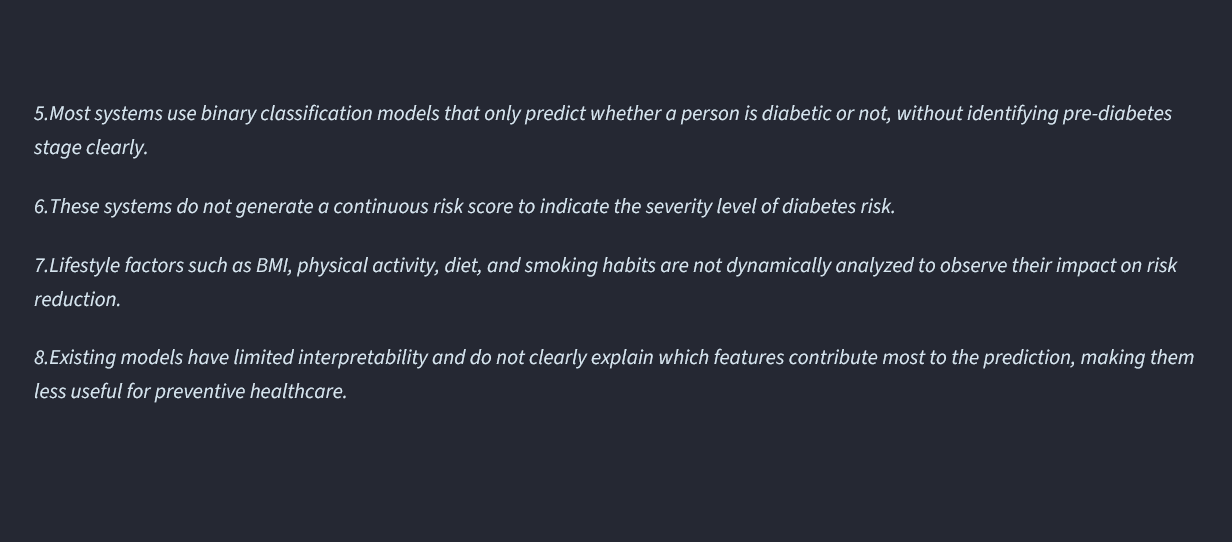 5.Most systems use binary classification models that only predict whether a person is diabetic or not, without identifying pre-diabetes
stage clearly.
6.These systems do not generate a continuous risk score to indicate the severity level of diabetes risk.
7.Lifestyle factors such as BMI, physical activity, diet, and smoking habits are not dynamically analyzed to observe their impact on risk
reduction.
8.Existing models have limited interpretability and do not clearly explain which features contribute most to the prediction, making them
less useful for preventive healthcare.